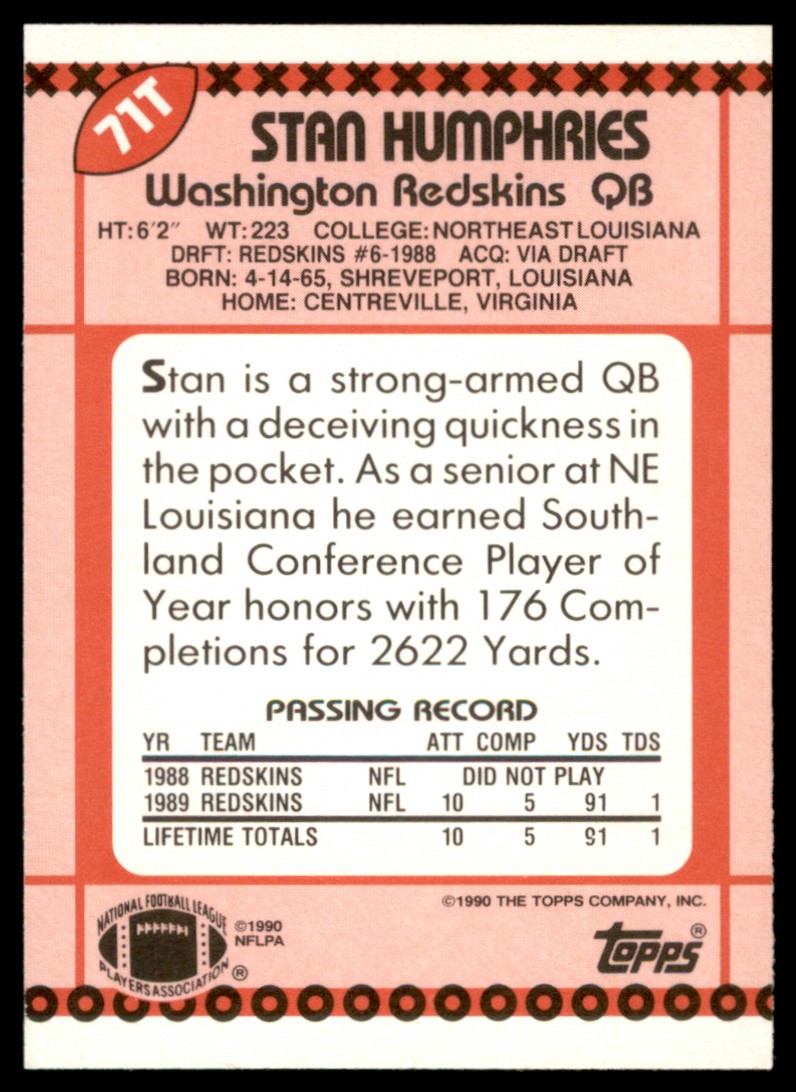 71T
STAN HUMPHRIES
Washington Redskins QB
HT: 6'2" WT: 223 COLLEGE: NORTHEAST LOUISIANA
DRFT: REDSKINS #6-1988 ACQ: VIA DRAFT
BORN: 4-14-65, SHREVEPORT, LOUISIANA
HOME: CENTREVILLE, VIRGINIA
Stan is a strong-armed QB
with a deceiving quickness in
the pocket. As a senior at NE
Louisiana he earned South-
land Conference Player of
Year honors with 176 Com-
pletions for 2622 Yards.
PASSING RECORD
YR TEAM ATT COMP YDS TDS
1988 REDSKINS NFL DID NOT PLAY
1989 REDSKINS NFL 10 5 91 1
LIFETIME TOTALS 10 5 91 1
©1990 THE TOPPS COMPANY, INC.
NATIONAL FOOTBALL LEAGUE
PLAYERS ASSOCIATION ®
©1990
NFLPA
topps®